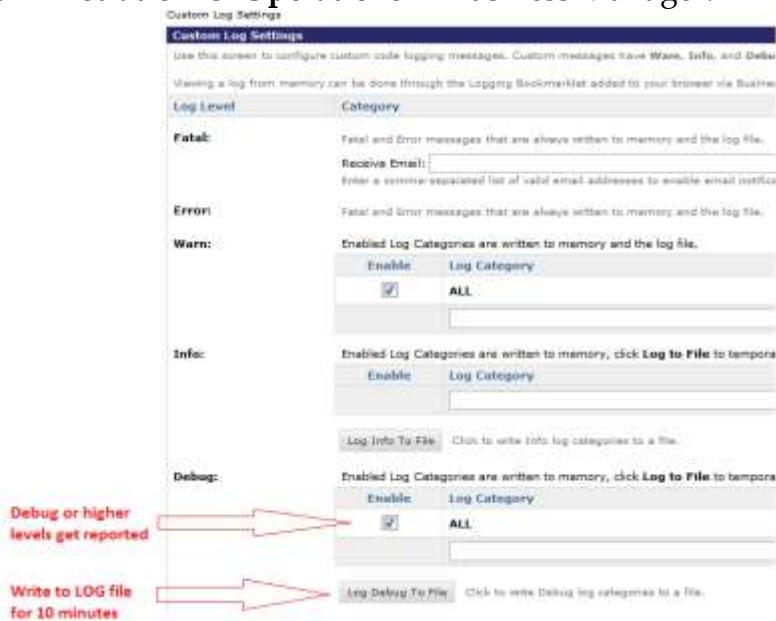 Custom Log Settings
Custom Log Settings
Use this screen to configure custom code logging messages. Custom messages have Warn, Info, and Debu
Viewing a log from memory can be done through the Logging Bookmarklet added to your browser via Busine
Log Level Category
Fatal: Fatal and Error messages that are always written to memory and the log file.
Receive Email:
Enter a comma-separated list of valid email addresses to enable email notifica
Error: Fatal and Error messages that are always written to memory and the log file.
Warn: Enabled Log Categories are written to memory and the log file.
Enable Log Category
ALL
Info: Enabled Log Categories are written to memory, click Log to File to tempora
Enable Log Category
Log Info To File Click to write Info log categories to a file.
Debug: Enabled Log Categories are written to memory, click Log to File to tempora
Enable Log Category
Debug or higher
levels get reported
ALL
Write to LOG file
for 10 minutes
Log Debug To File Click to write Debug log categories to a file.